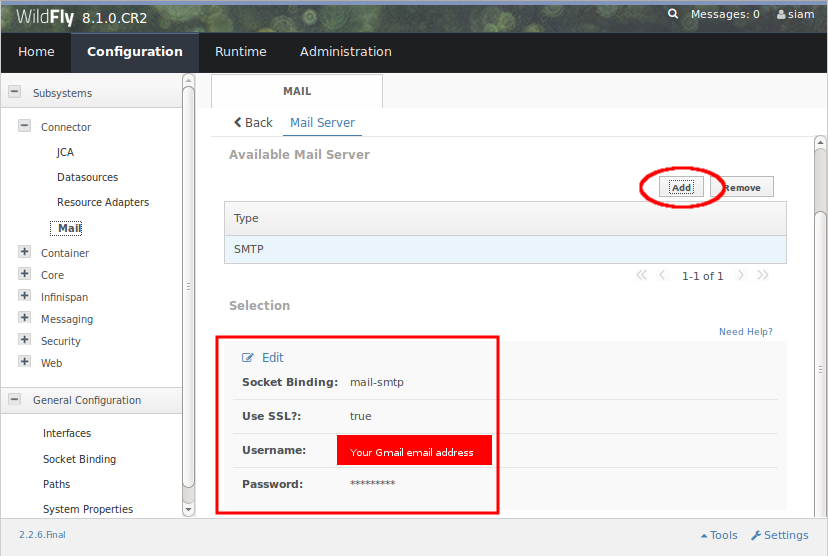 WildFly 8.1.0.CR2
Messages: 0 siam
Home Configuration Runtime Administration
Subsystems
Connector
JCA
Datasources
Resource Adapters
Mail
Container
Core
Infinispan
Messaging
Security
Web
General Configuration
Interfaces
Socket Binding
Paths
System Properties
MAIL
Back Mail Server
Available Mail Server
Add Remove
Type
SMTP
1-1 of 1
Selection
Need Help?
Edit
Socket Binding: mail-smtp
Use SSL?: true
Username: Your Gmail email address
Password: *********
2.2.6.Final Tools Settings